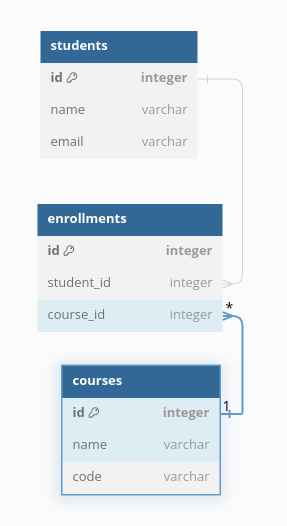 students
id integer
name varchar
email varchar
enrollments
id integer
student_id integer
*
course_id integer
courses
1
id integer
name varchar
code varchar